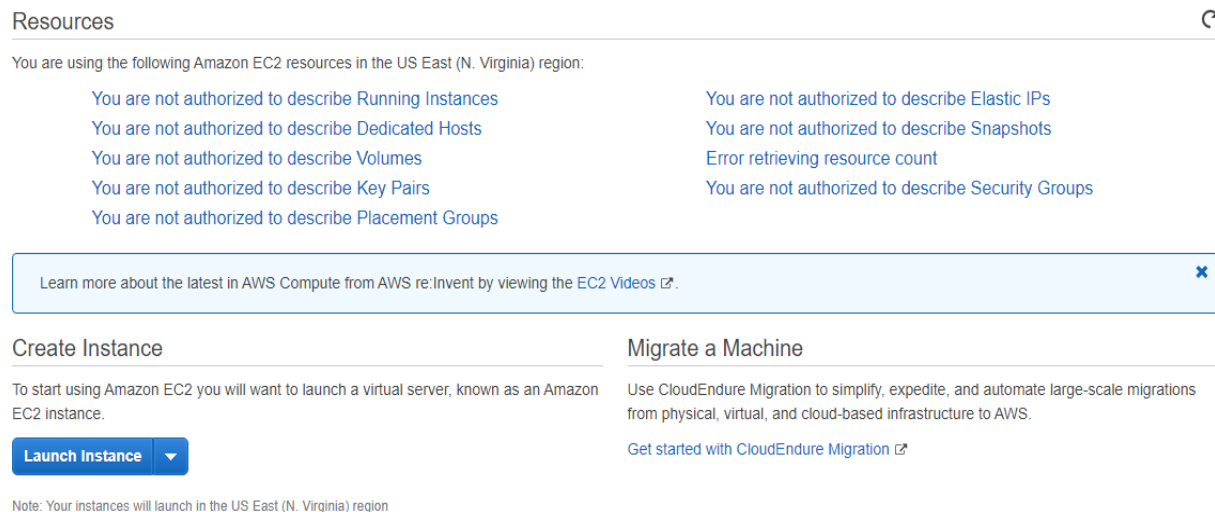 Resources
You are using the following Amazon EC2 resources in the US East (N. Virginia) region:
You are not authorized to describe Running Instances
You are not authorized to describe Elastic IPs
You are not authorized to describe Dedicated Hosts
You are not authorized to describe Snapshots
You are not authorized to describe Volumes
Error retrieving resource count
You are not authorized to describe Key Pairs
You are not authorized to describe Security Groups
You are not authorized to describe Placement Groups
Learn more about the latest in AWS Compute from AWS re:Invent by viewing the EC2 Videos.
Create Instance
To start using Amazon EC2 you will want to launch a virtual server, known as an Amazon
EC2 instance.
Launch Instance
Note: Your instances will launch in the US East (N. Virginia) region
Migrate a Machine
Use CloudEndure Migration to simplify, expedite, and automate large-scale migrations
from physical, virtual, and cloud-based infrastructure to AWS.
Get started with CloudEndure Migration